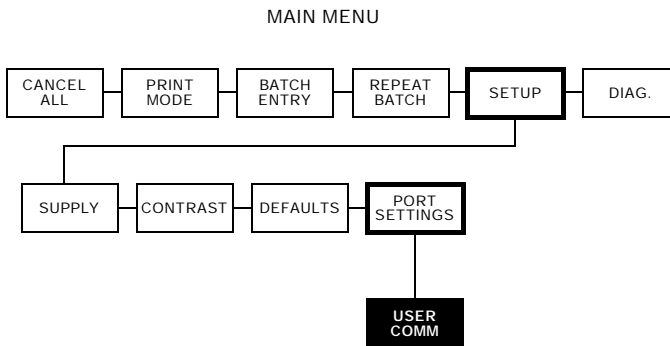 MAIN MENU
CANCEL
ALL
PRINT
MODE
BATCH
ENTRY
REPEAT
BATCH
SETUP
DIAG.
SUPPLY
CONTRAST
DEFAULTS
PORT
SETTINGS
USER
COMM